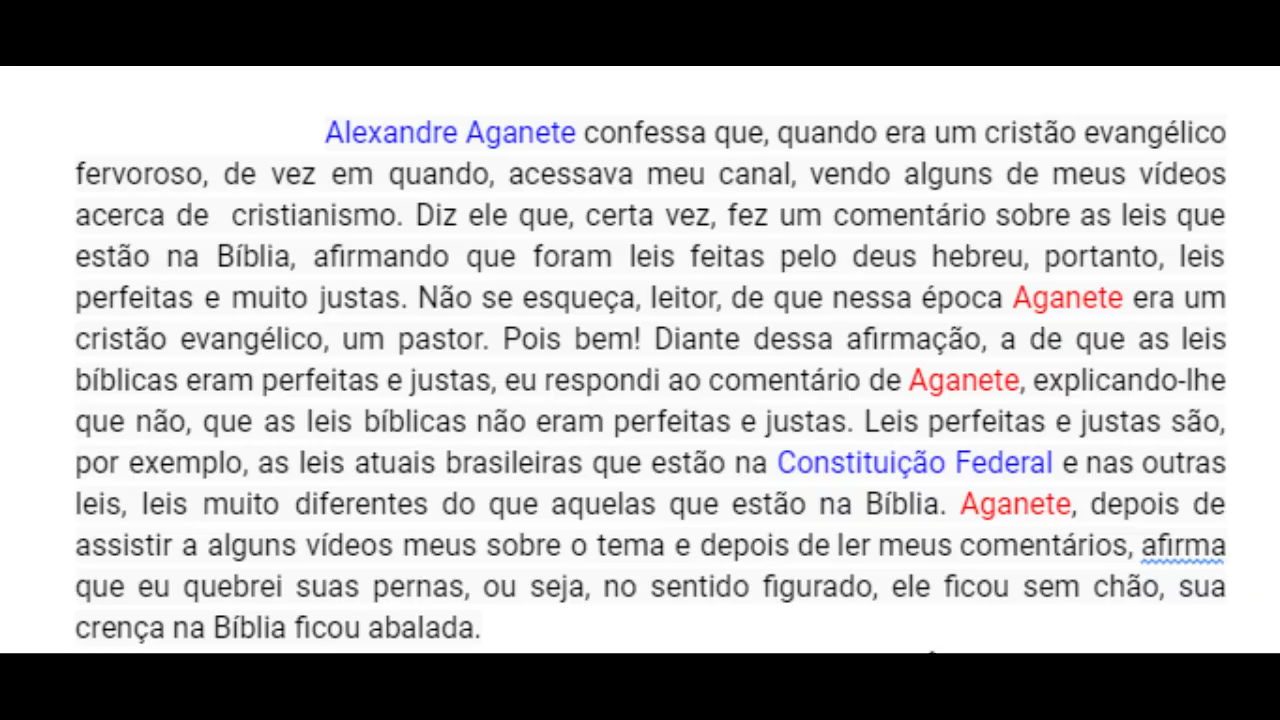 Alexandre Aganete confessa que, quando era um cristão evangélico
fervoroso, de vez em quando, acessava meu canal, vendo alguns de meus vídeos
acerca de cristianismo. Diz ele que, certa vez, fez um comentário sobre as leis que
estão na Bíblia, afirmando que foram leis feitas pelo deus hebreu, portanto, leis
perfeitas e muito justas. Não se esqueça, leitor, de que nessa época Aganete era um
cristão evangélico, um pastor. Pois bem! Diante dessa afirmação, a de que as leis
bíblicas eram perfeitas e justas, eu respondi ao comentário de Aganete, explicando-lhe
que não, que as leis bíblicas não eram perfeitas e justas. Leis perfeitas e justas são,
por exemplo, as leis atuais brasileiras que estão na Constituição Federal e nas outras
leis, leis muito diferentes do que aquelas que estão na Bíblia. Aganete, depois de
assistir a alguns vídeos meus sobre o tema e depois de ler meus comentários, afirma
que eu quebrei suas pernas, ou seja, no sentido figurado, ele ficou sem chão, sua
crença na Bíblia ficou abalada.